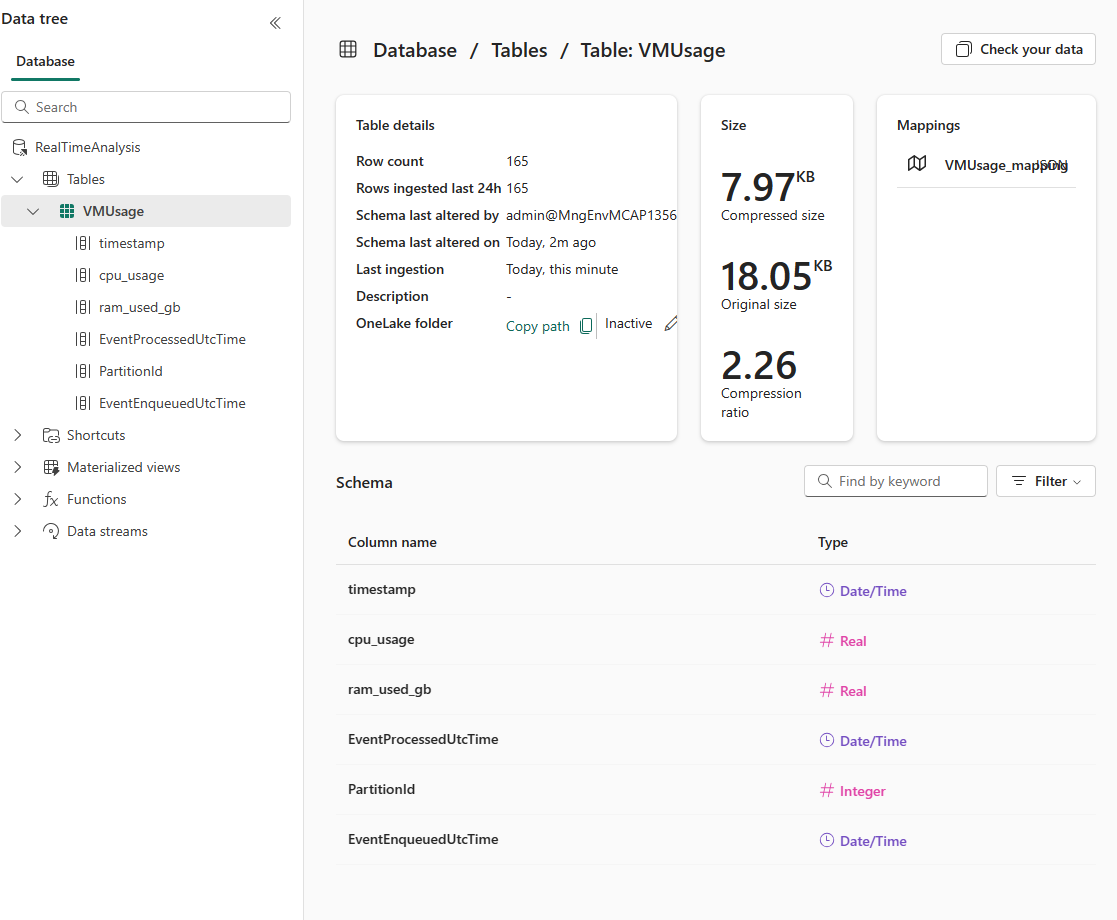 Data tree
Database
Search
RealTimeAnalysis
Tables
VMUsage
timestamp
cpu_usage
ram_used_gb
EventProcessedUtcTime
PartitionId
EventEnqueuedUtcTime
Shortcuts
Materialized views
Functions
Data streams
Database / Tables / Table: VMUsage
Check your data
Table details
Row count 165
Rows ingested last 24h 165
Schema last altered by admin@MngEnvMCAP1356
Schema last altered on Today, 2m ago
Last ingestion Today, this minute
Description -
OneLake folder Copy path Inactive
Size
7.97 KB
Compressed size
18.05 KB
Original size
2.26
Compression
ratio
Mappings
VMUsage_mapping JSON
Schema
Find by keyword
Filter
Column name Type
timestamp Date/Time
cpu_usage # Real
ram_used_gb # Real
EventProcessedUtcTime Date/Time
PartitionId # Integer
EventEnqueuedUtcTime Date/Time